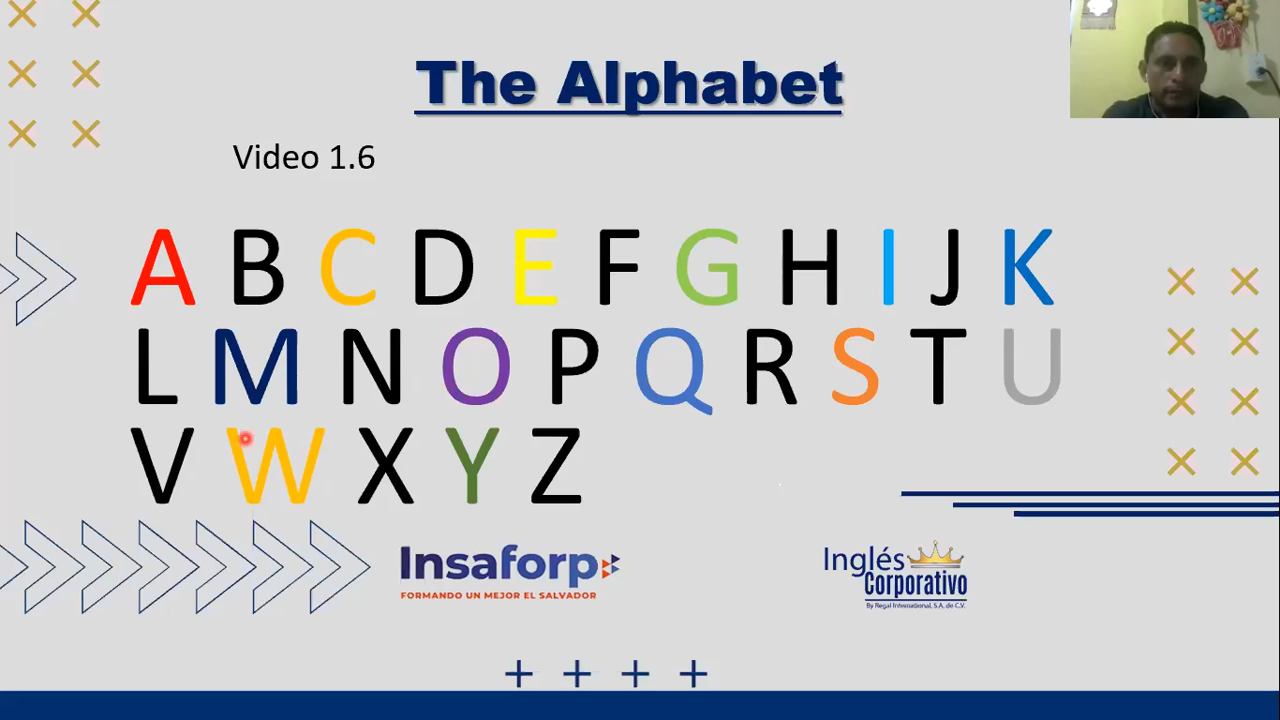 The Alphabet
Video 1.6
A B C D E F G H I J K
L M N O P Q R S T U
V W X Y Z
Insaforp
FORMANDO UN MEJOR EL SALVADOR
Inglés
Corporativo
By Regal International, S.A. de C.V.